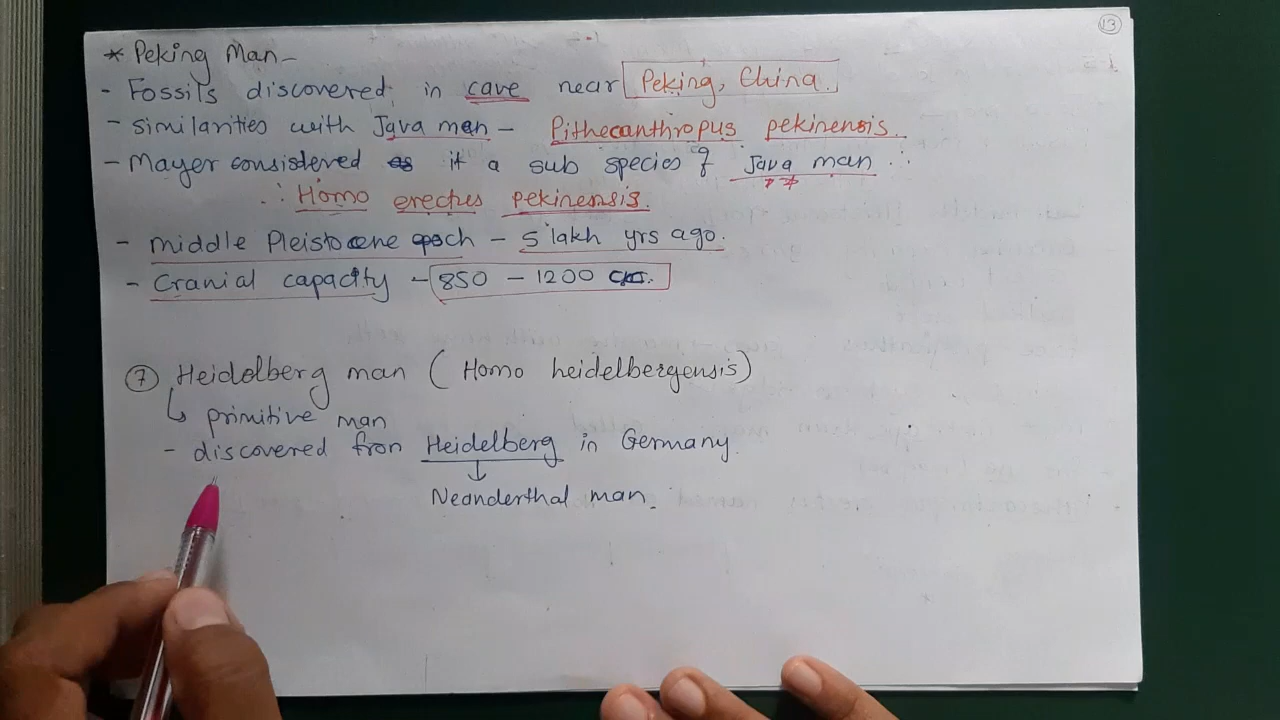 13
* Peking Man -
- Fossils discovered in cave near Peking, China.
- similarities with Java man - Pithecanthropus pekinensis.
- Mayer consistered it a sub species of Java man ∴
∴ Homo erectus pekinensis.
- middle Pleistocene epoch - 5 lakh yrs ago.
- Cranial capacity - 850 - 1200 cc.
7 Heidelberg man (Homo heidelbergensis)
↳ primitive man
- discovered from Heidelberg in Germany.
↓
Neanderthal man.